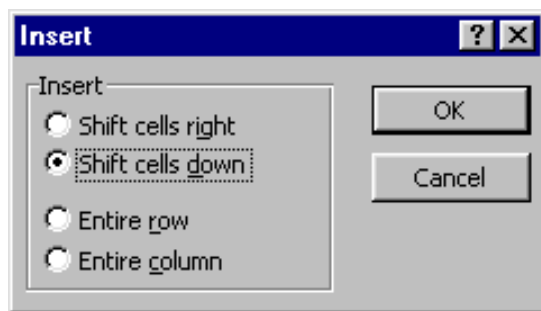 Insert ?
Insert
Shift cells right
Shift cells down
Entire row
Entire column
OK
Cancel